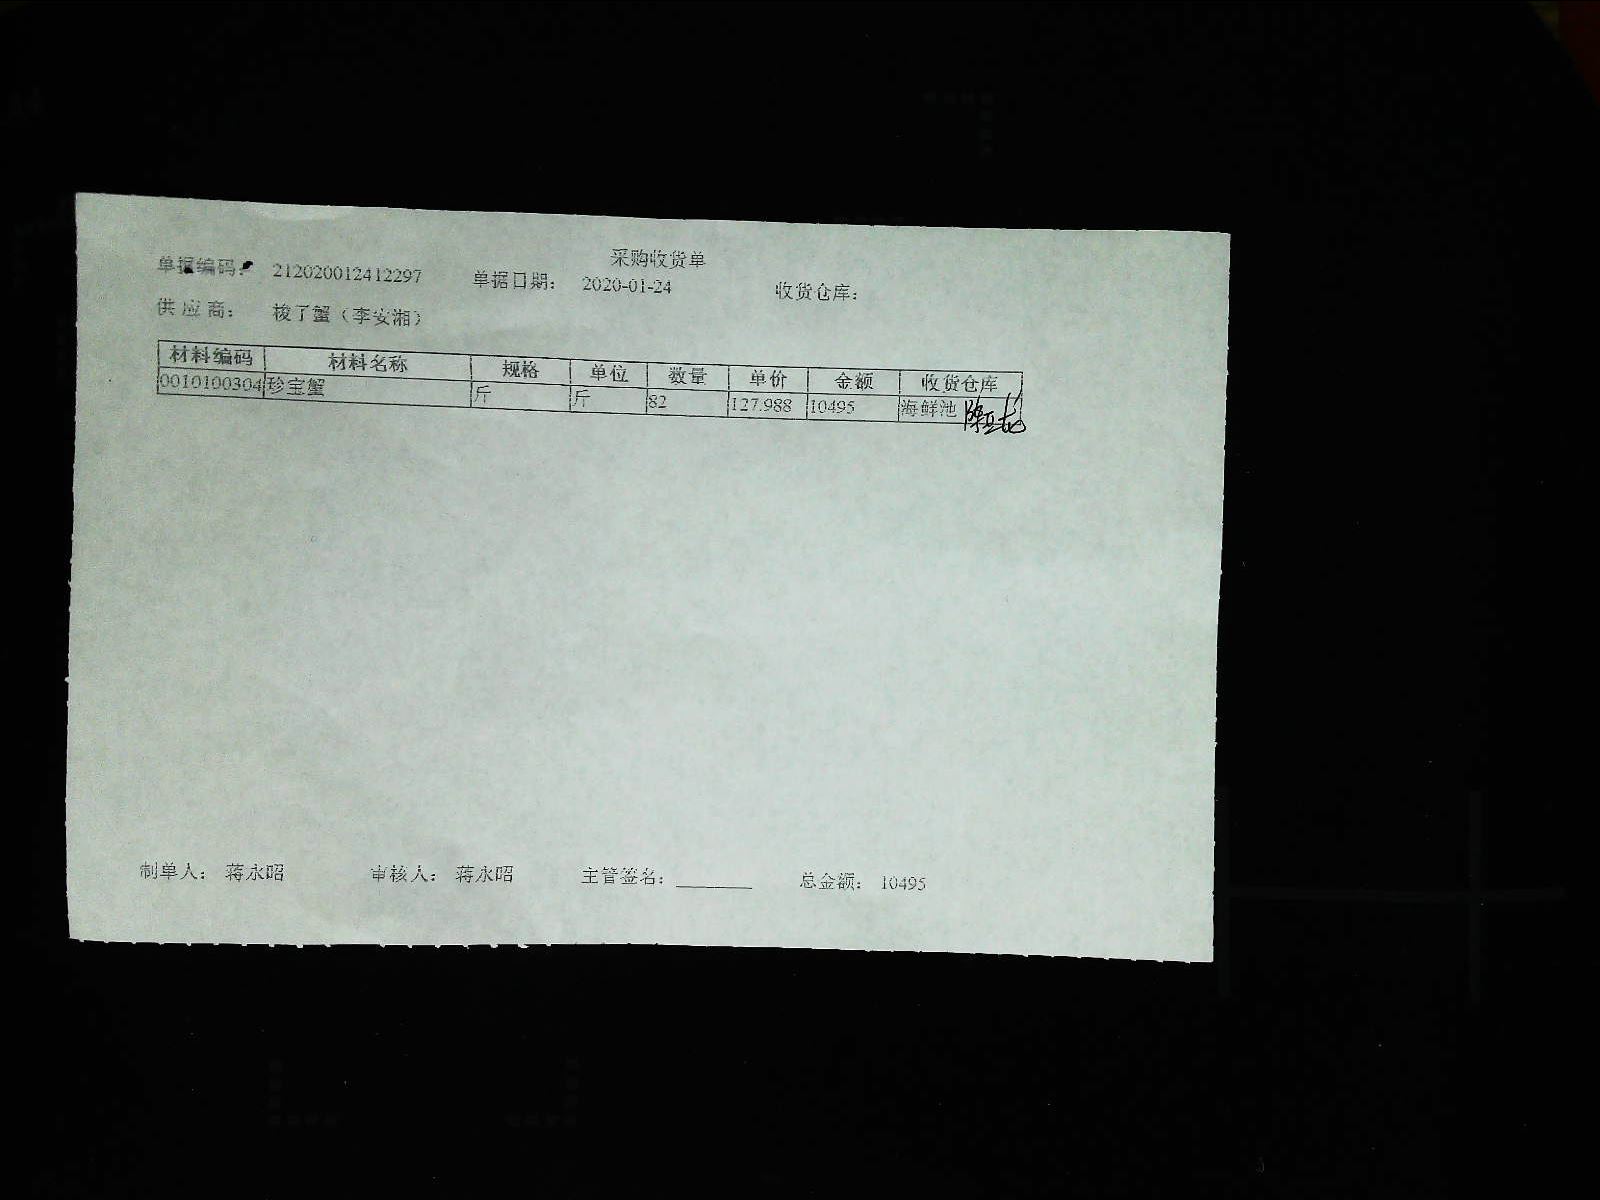 采购收货单
单据编码： 212020012412297 单据日期： 2020-01-24 收货仓库：
供 应 商： 梭子蟹（李安湘）
材料编码 材料名称 规格 单位 数量 单价 金额 收货仓库
0010100304 珍宝蟹 斤 斤 82 127.988 10495 海鲜池
制单人： 蒋永昭 审核人： 蒋永昭 主管签名： 总金额： 10495